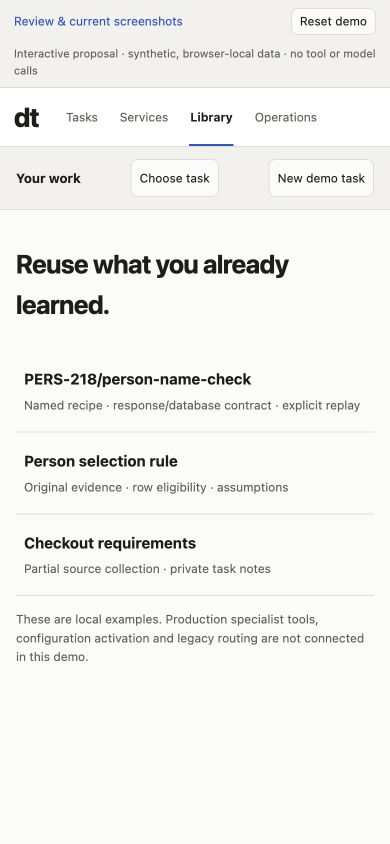 Review & current screenshots
Reset demo
Interactive proposal · synthetic, browser-local data · no tool or model
calls
dt
Tasks
Services
Library
Operations
Your work
Choose task
New demo task
Reuse what you already
learned.
PERS-218/person-name-check
Named recipe · response/database contract · explicit replay
Person selection rule
Original evidence · row eligibility · assumptions
Checkout requirements
Partial source collection · private task notes
These are local examples. Production specialist tools,
configuration activation and legacy routing are not connected
in this demo.